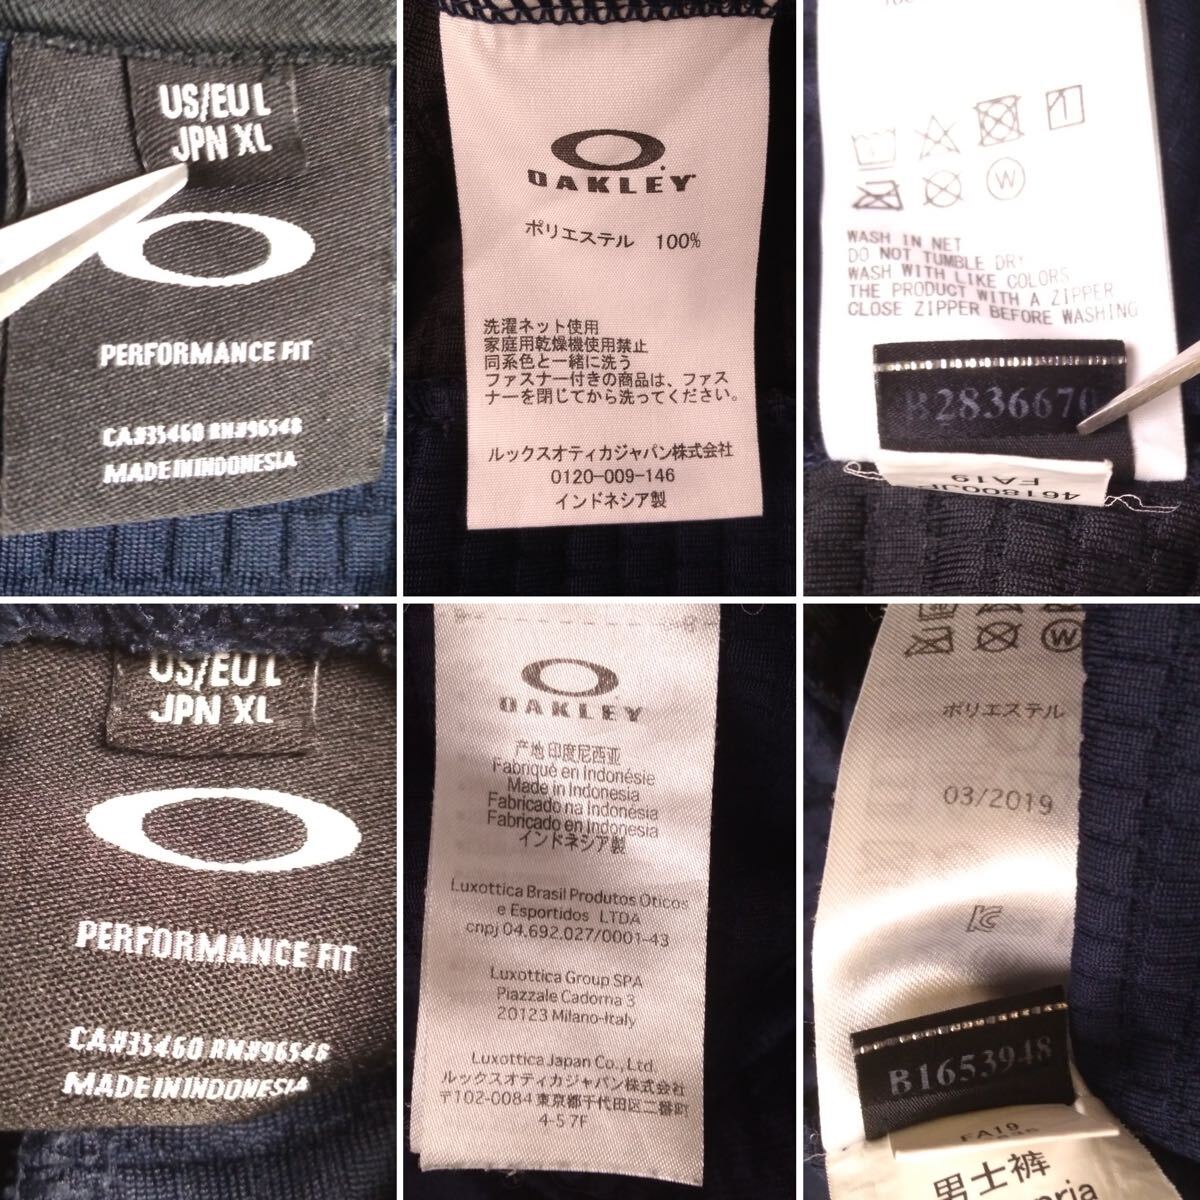 US/EU L
JPN XL
PERFORMANCE FIT
CA#35460 RN#96548
MADE IN INDONESIA
OAKLEY
ポリエステル 100%
洗濯ネット使用
家庭用乾燥機使用禁止
同系色と一緒に洗う
ファスナー付きの商品は、ファス
ナーを閉じてから洗ってください。
ルックスオティカジャパン株式会社
0120-009-146
インドネシア製
1
W
WASH IN NET
DO NOT TUMBLE DRY
WASH WITH LIKE COLORS
THE PRODUCT WITH A ZIPPER
CLOSE ZIPPER BEFORE WASHING
B2836670
FA19
US/EU L
JPN XL
PERFORMANCE FIT
CA#35460 RN#96548
MADE IN INDONESIA
OAKLEY
产地 印度尼西亚
Fabriqué en Indonésie
Made in Indonesia
Fabricado na Indonésia
Fabricado en Indonesia
インドネシア製
Luxottica Brasil Produtos Oticos
e Esportidos LTDA
cnpj 04.692.027/0001-43
Luxottica Group SPA
Piazzale Cadorna 3
20123 Milano-Italy
Luxottica Japan Co., Ltd
ルックスオティカジャパン株式会社
〒102-0084 東京都千代田区二番町
4-5 7F
W
ポリエステル
03/2019
B1653948
FA19
男士裤